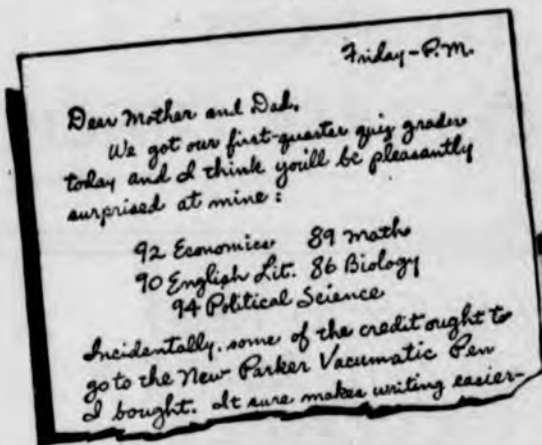 Friday-P.M.
Dear Mother and Dad,
We got our first-quarter quiz grades
today and I think you'll be pleasantly
surprised at mine:
92 Economics 89 Math
90 English Lit. 86 Biology
94 Political Science
Incidentally, some of the credit ought to
go to the New Parker Vacumatic Pen
I bought. It sure makes writing easier-